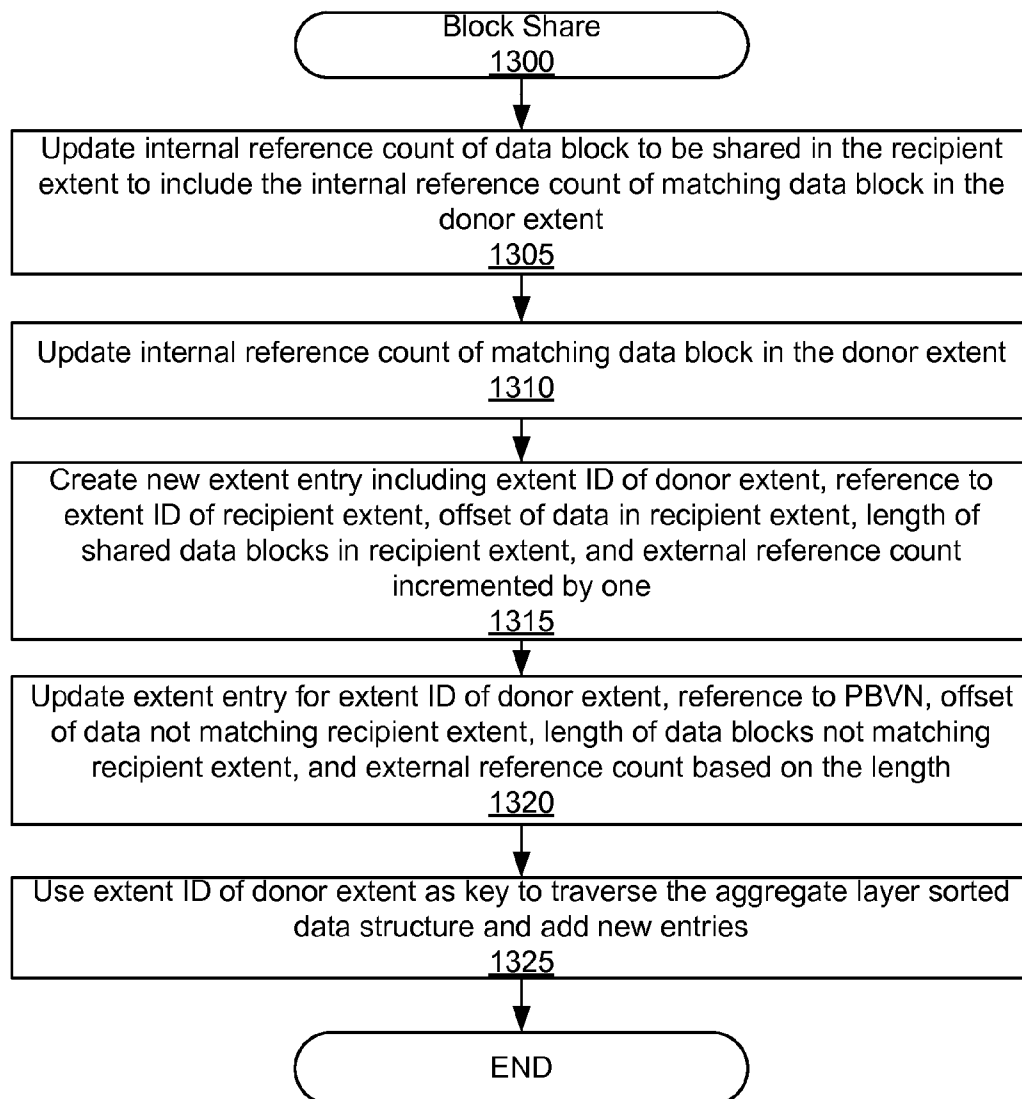 Block Share
1300
Update internal reference count of data block to be shared in the recipient
extent to include the internal reference count of matching data block in the
donor extent
1305
Update internal reference count of matching data block in the donor extent
1310
Create new extent entry including extent ID of donor extent, reference to
extent ID of recipient extent, offset of data in recipient extent, length of
shared data blocks in recipient extent, and external reference count
incremented by one
1315
Update extent entry for extent ID of donor extent, reference to PBVN, offset
of data not matching recipient extent, length of data blocks not matching
recipient extent, and external reference count based on the length
1320
Use extent ID of donor extent as key to traverse the aggregate layer sorted
data structure and add new entries
1325
END